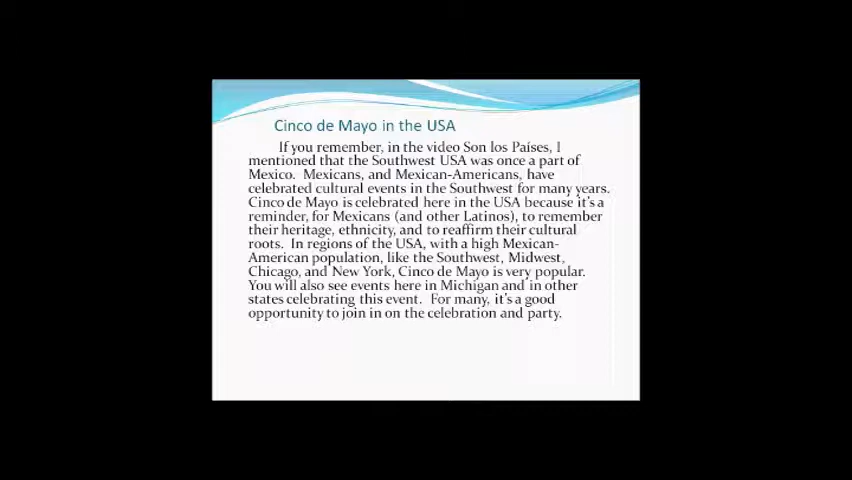 Cinco de Mayo in the USA
If you remember, in the video Son los Países, I
mentioned that the Southwest USA was once a part of
Mexico.  Mexicans, and Mexican-Americans, have
celebrated cultural events in the Southwest for many years.
Cinco de Mayo is celebrated here in the USA because it's a
reminder, for Mexicans (and other Latinos), to remember
their heritage, ethnicity, and to reaffirm their cultural
roots.  In regions of the USA, with a high Mexican-
American population, like the Southwest, Midwest,
Chicago, and New York, Cinco de Mayo is very popular.
You will also see events here in Michigan and in other
states celebrating this event.  For many, it's a good
opportunity to join in on the celebration and party.